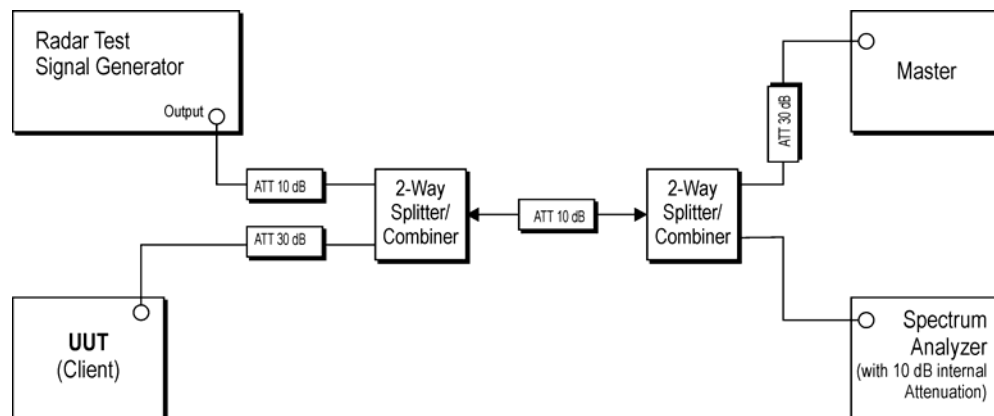 Radar Test
Signal Generator
Output
ATT 10 dB
2-Way
Splitter/
Combiner
ATT 30 dB
UUT
(Client)
ATT 10 dB
2-Way
Splitter/
Combiner
ATT 30 dB
Master
Spectrum
Analyzer
(with 10 dB internal
Attenuation)